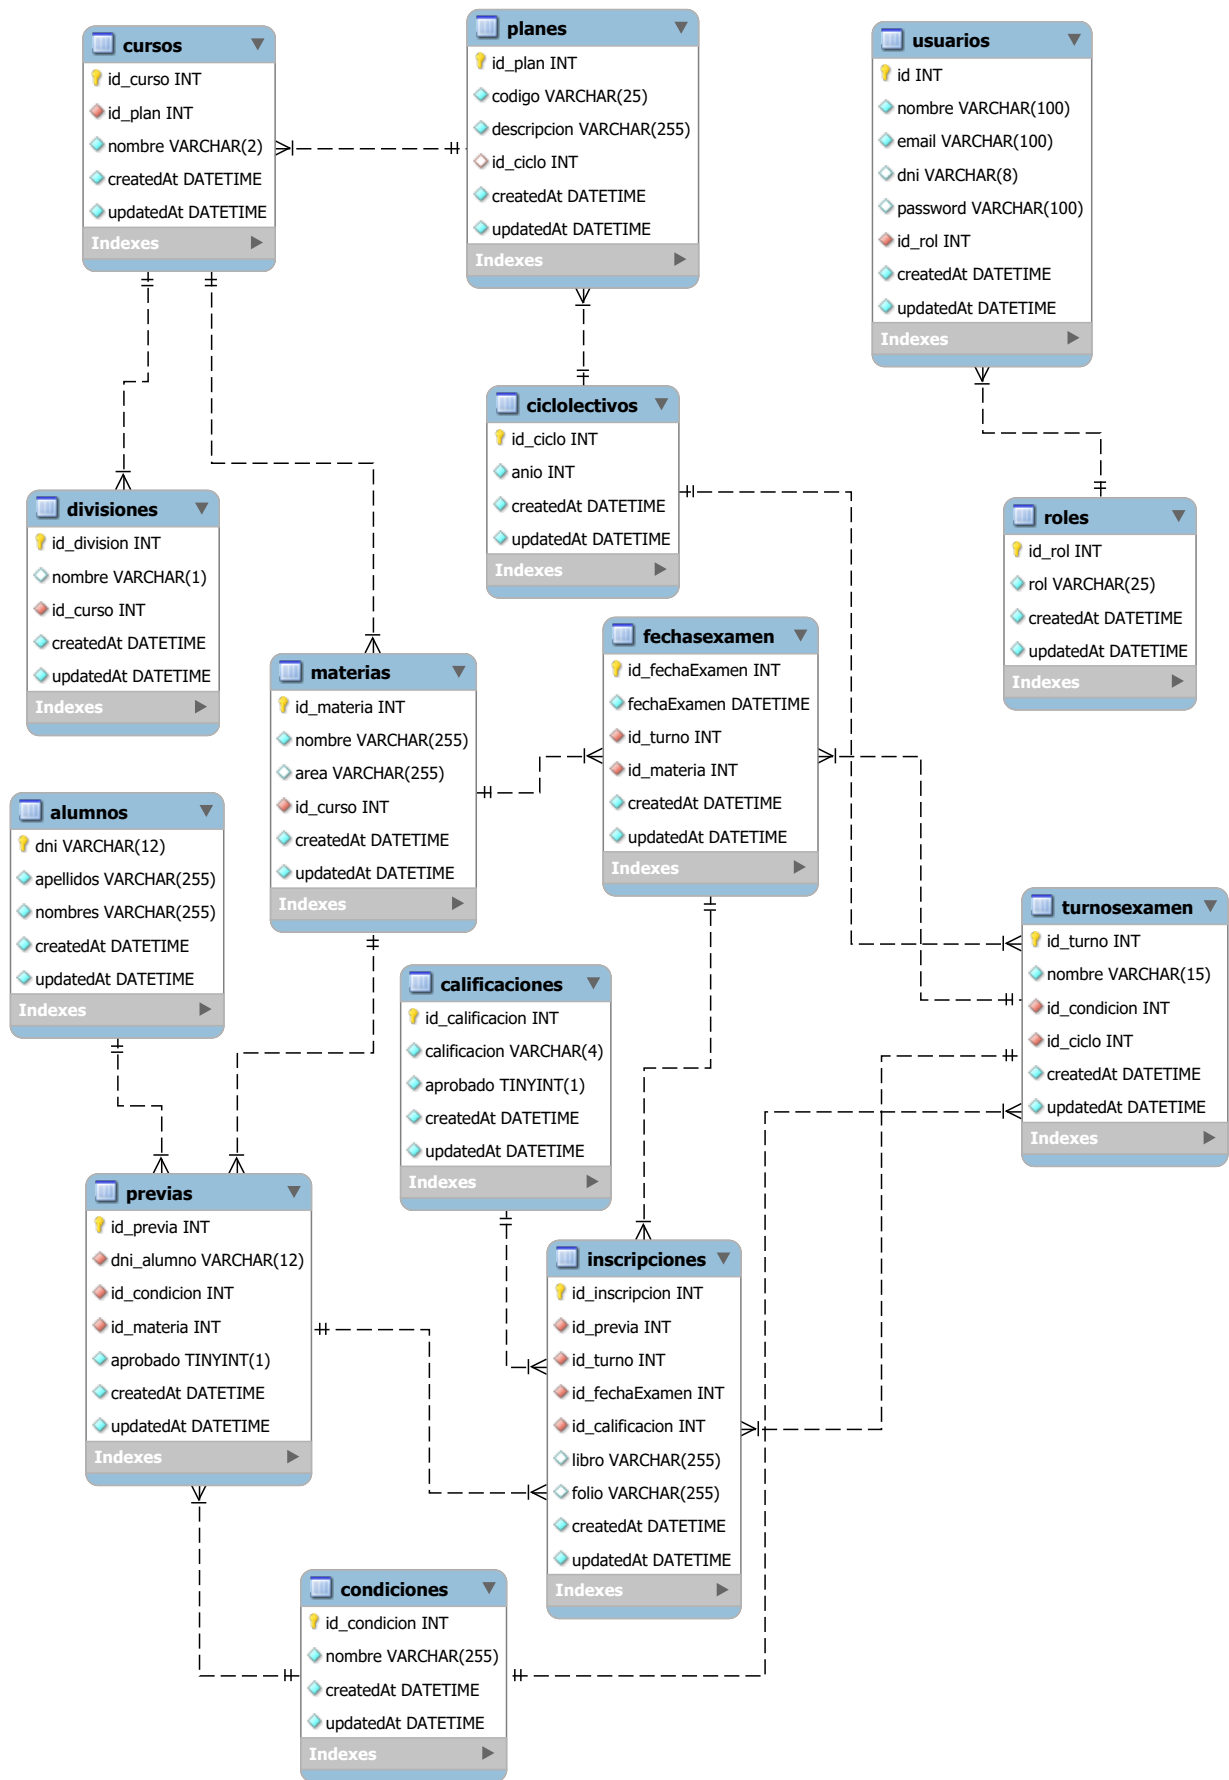 cursos
id_curso INT
id_plan INT
nombre VARCHAR(2)
createdAt DATETIME
updatedAt DATETIME
Indexes
planes
id_plan INT
codigo VARCHAR(25)
descripcion VARCHAR(255)
id_ciclo INT
createdAt DATETIME
updatedAt DATETIME
Indexes
usuarios
id INT
nombre VARCHAR(100)
email VARCHAR(100)
dni VARCHAR(8)
password VARCHAR(100)
id_rol INT
createdAt DATETIME
updatedAt DATETIME
Indexes
ciclolectivos
id_ciclo INT
anio INT
createdAt DATETIME
updatedAt DATETIME
Indexes
divisiones
id_division INT
nombre VARCHAR(1)
id_curso INT
createdAt DATETIME
updatedAt DATETIME
Indexes
roles
id_rol INT
rol VARCHAR(25)
createdAt DATETIME
updatedAt DATETIME
Indexes
materias
id_materia INT
nombre VARCHAR(255)
area VARCHAR(255)
id_curso INT
createdAt DATETIME
updatedAt DATETIME
Indexes
fechasexamen
id_fechaExamen INT
fechaExamen DATETIME
id_turno INT
id_materia INT
createdAt DATETIME
updatedAt DATETIME
Indexes
alumnos
dni VARCHAR(12)
apellidos VARCHAR(255)
nombres VARCHAR(255)
createdAt DATETIME
updatedAt DATETIME
Indexes
turnosexamen
id_turno INT
nombre VARCHAR(15)
id_condicion INT
id_ciclo INT
createdAt DATETIME
updatedAt DATETIME
Indexes
calificaciones
id_calificacion INT
calificacion VARCHAR(4)
aprobado TINYINT(1)
createdAt DATETIME
updatedAt DATETIME
Indexes
previas
id_previa INT
dni_alumno VARCHAR(12)
id_condicion INT
id_materia INT
aprobado TINYINT(1)
createdAt DATETIME
updatedAt DATETIME
Indexes
inscripciones
id_inscripcion INT
id_previa INT
id_turno INT
id_fechaExamen INT
id_calificacion INT
libro VARCHAR(255)
folio VARCHAR(255)
createdAt DATETIME
updatedAt DATETIME
Indexes
condiciones
id_condicion INT
nombre VARCHAR(255)
createdAt DATETIME
updatedAt DATETIME
Indexes